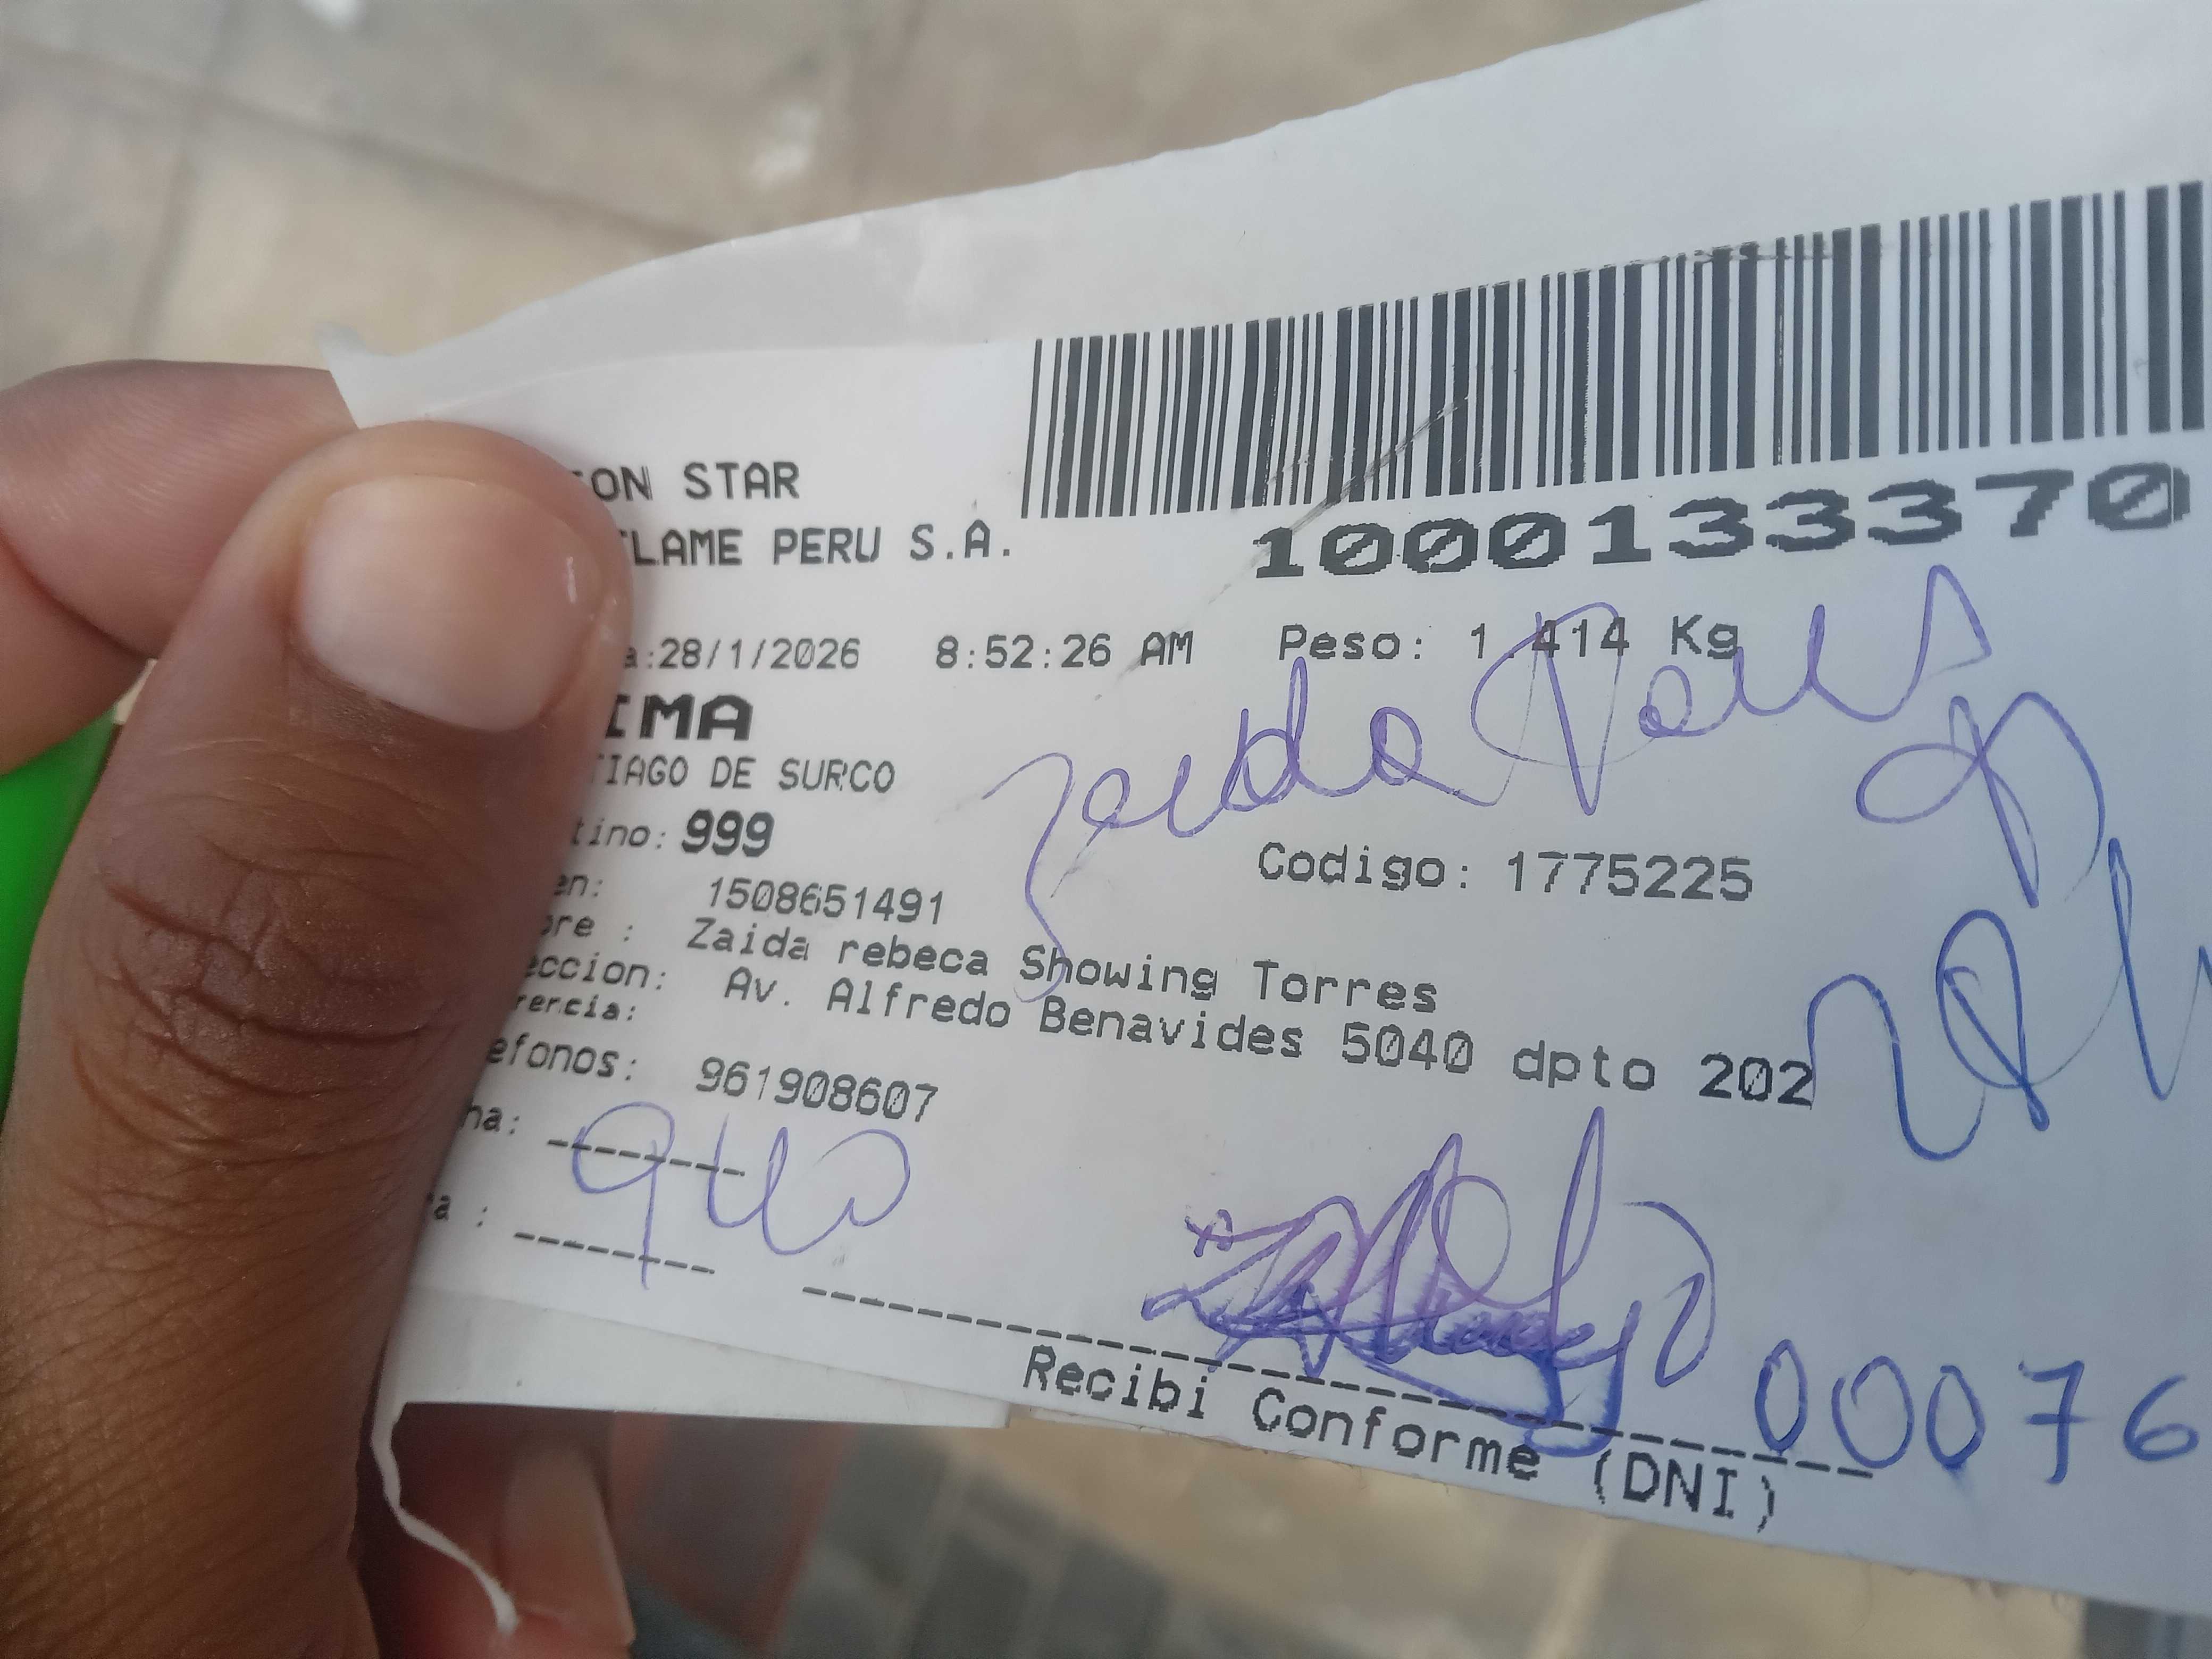 ON STAR
LAME PERU S.A.
1000133370
a:28/1/2026 8:52:26 AM Peso: 1.414 Kg
IMA
TIAGO DE SURCO
Zaida
tino: 999
Codigo: 1775225
en: 1508651491
bre : Zaida rebeca Showing Torres
eccion: Av. Alfredo Benavides 5040 dpto 202
rencia:
efonos: 961908607
ha:
a :
Recibi Conforme (DNI)
00076